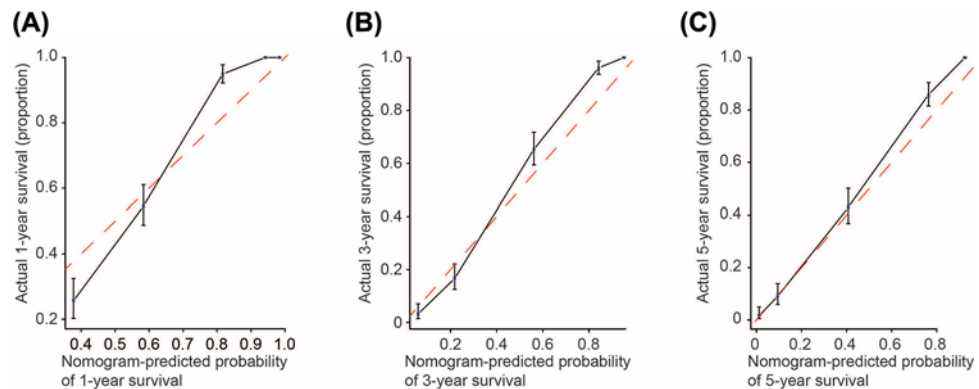 (A)
Actual 1-year survival (proportion)
1.0
0.8
0.6
0.4
0.2
0.4 0.5 0.6 0.7 0.8 0.9 1.0
Nomogram-predicted probability
of 1-year survival
(B)
Actual 3-year survival (proportion)
1.0
0.8
0.6
0.4
0.2
0
0.2 0.4 0.6 0.8
Nomogram-predicted probability
of 3-year survival
(C)
Actual 5-year survival (proportion)
1.0
0.8
0.6
0.4
0.2
0
0 0.2 0.4 0.6 0.8
Nomogram-predicted probability
of 5-year survival